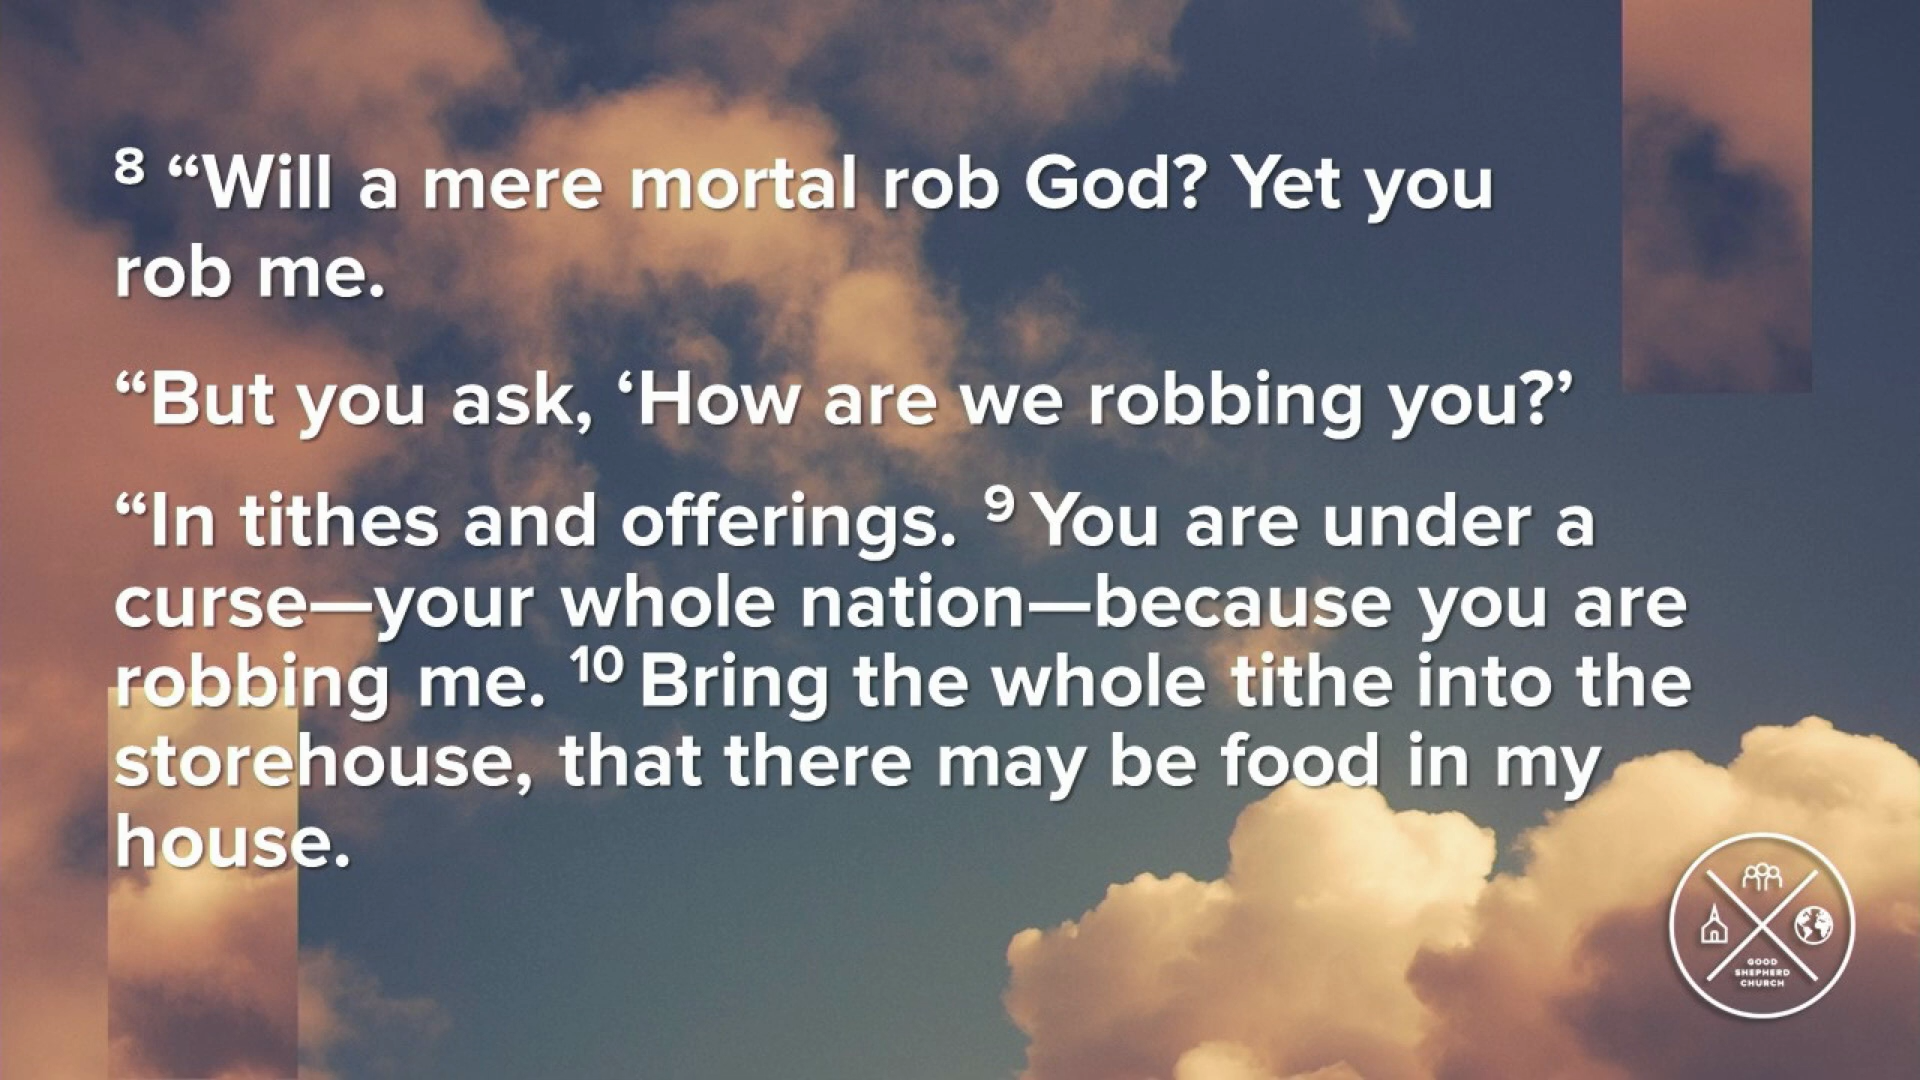 ⁸ “Will a mere mortal rob God? Yet you
rob me.
“But you ask, ‘How are we robbing you?’
“In tithes and offerings. ⁹ You are under a
curse—your whole nation—because you are
robbing me. ¹⁰ Bring the whole tithe into the
storehouse, that there may be food in my
house.
GOOD
SHEPHERD
CHURCH